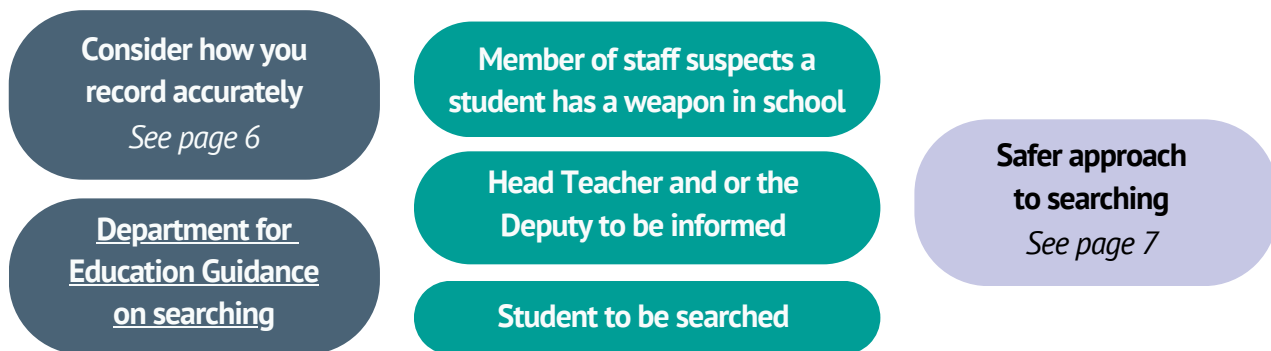 Consider how you
record accurately
See page 6
Department for
Education Guidance
on searching
Member of staff suspects a
student has a weapon in school
Head Teacher and or the
Deputy to be informed
Student to be searched
Safer approach
to searching
See page 7